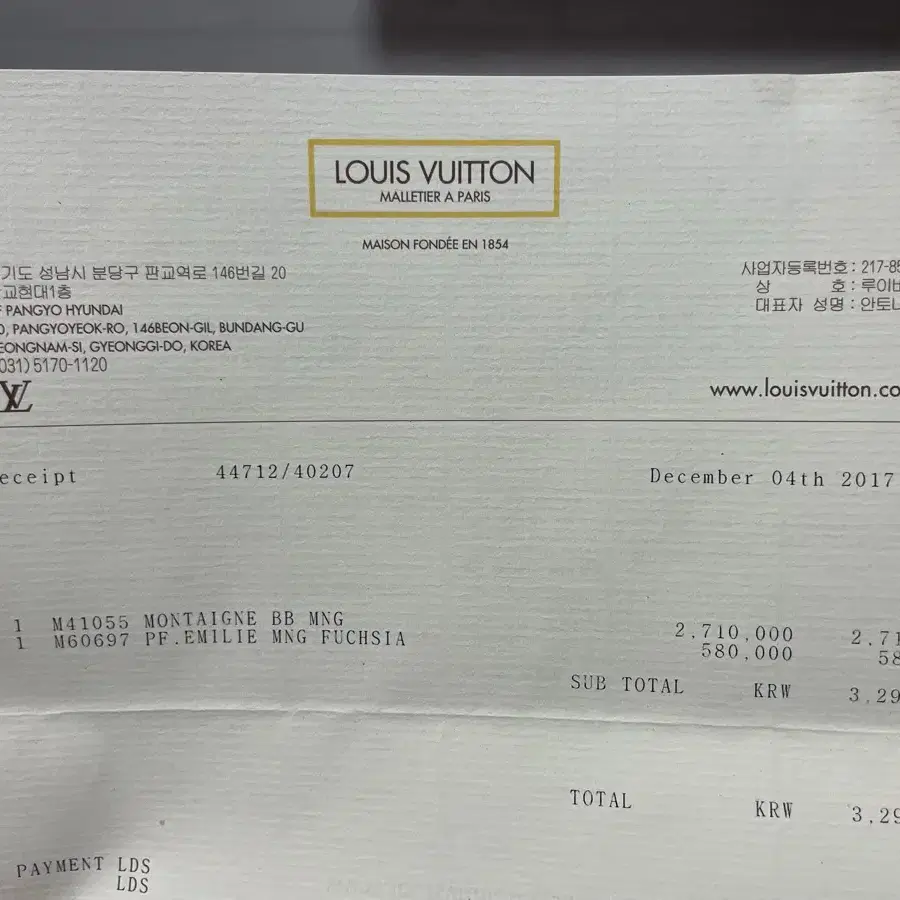 LOUIS VUITTON
MALLETIER A PARIS
MAISON FONDÉE EN 1854
기도 성남시 분당구 판교역로 146번길 20
교현대1층
PANGYO HYUNDAI
PANGYOYEOK-RO, 146BEON-GIL, BUNDANG-GU
EONGNAM-SI, GYEONGGI-DO, KOREA
031) 5170-1120
사업자등록번호 : 217-8
상 호 : 루이
대표자 성명 : 안토
LV
www.louisvuitton.co
eceipt 44712/40207 December 04th 2017
1 M41055 MONTAIGNE BB MNG 2,710,000 2,71
1 M60697 PF.EMILIE MNG FUCHSIA 580,000 58
SUB TOTAL KRW 3,29
TOTAL KRW 3,29
PAYMENT LDS
LDS